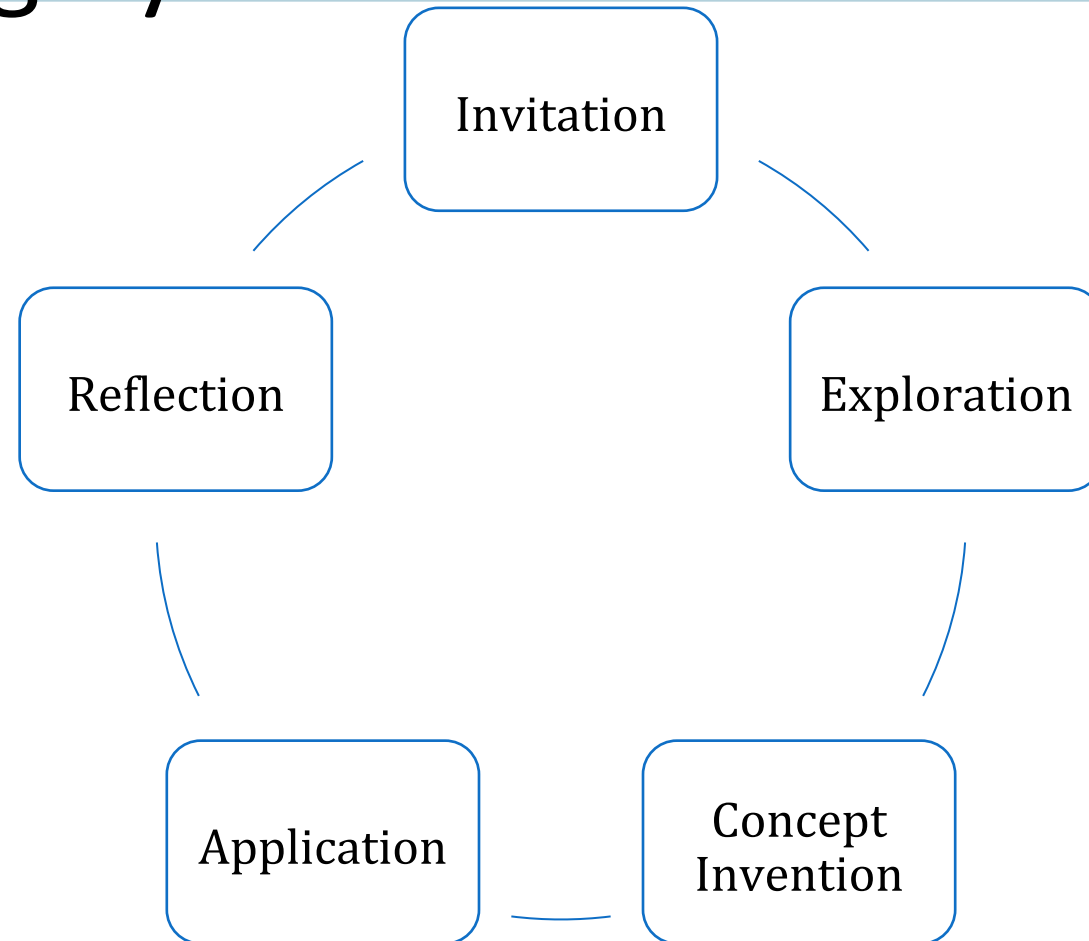 Invitation
Exploration
Concept
Invention
Application
Reflection